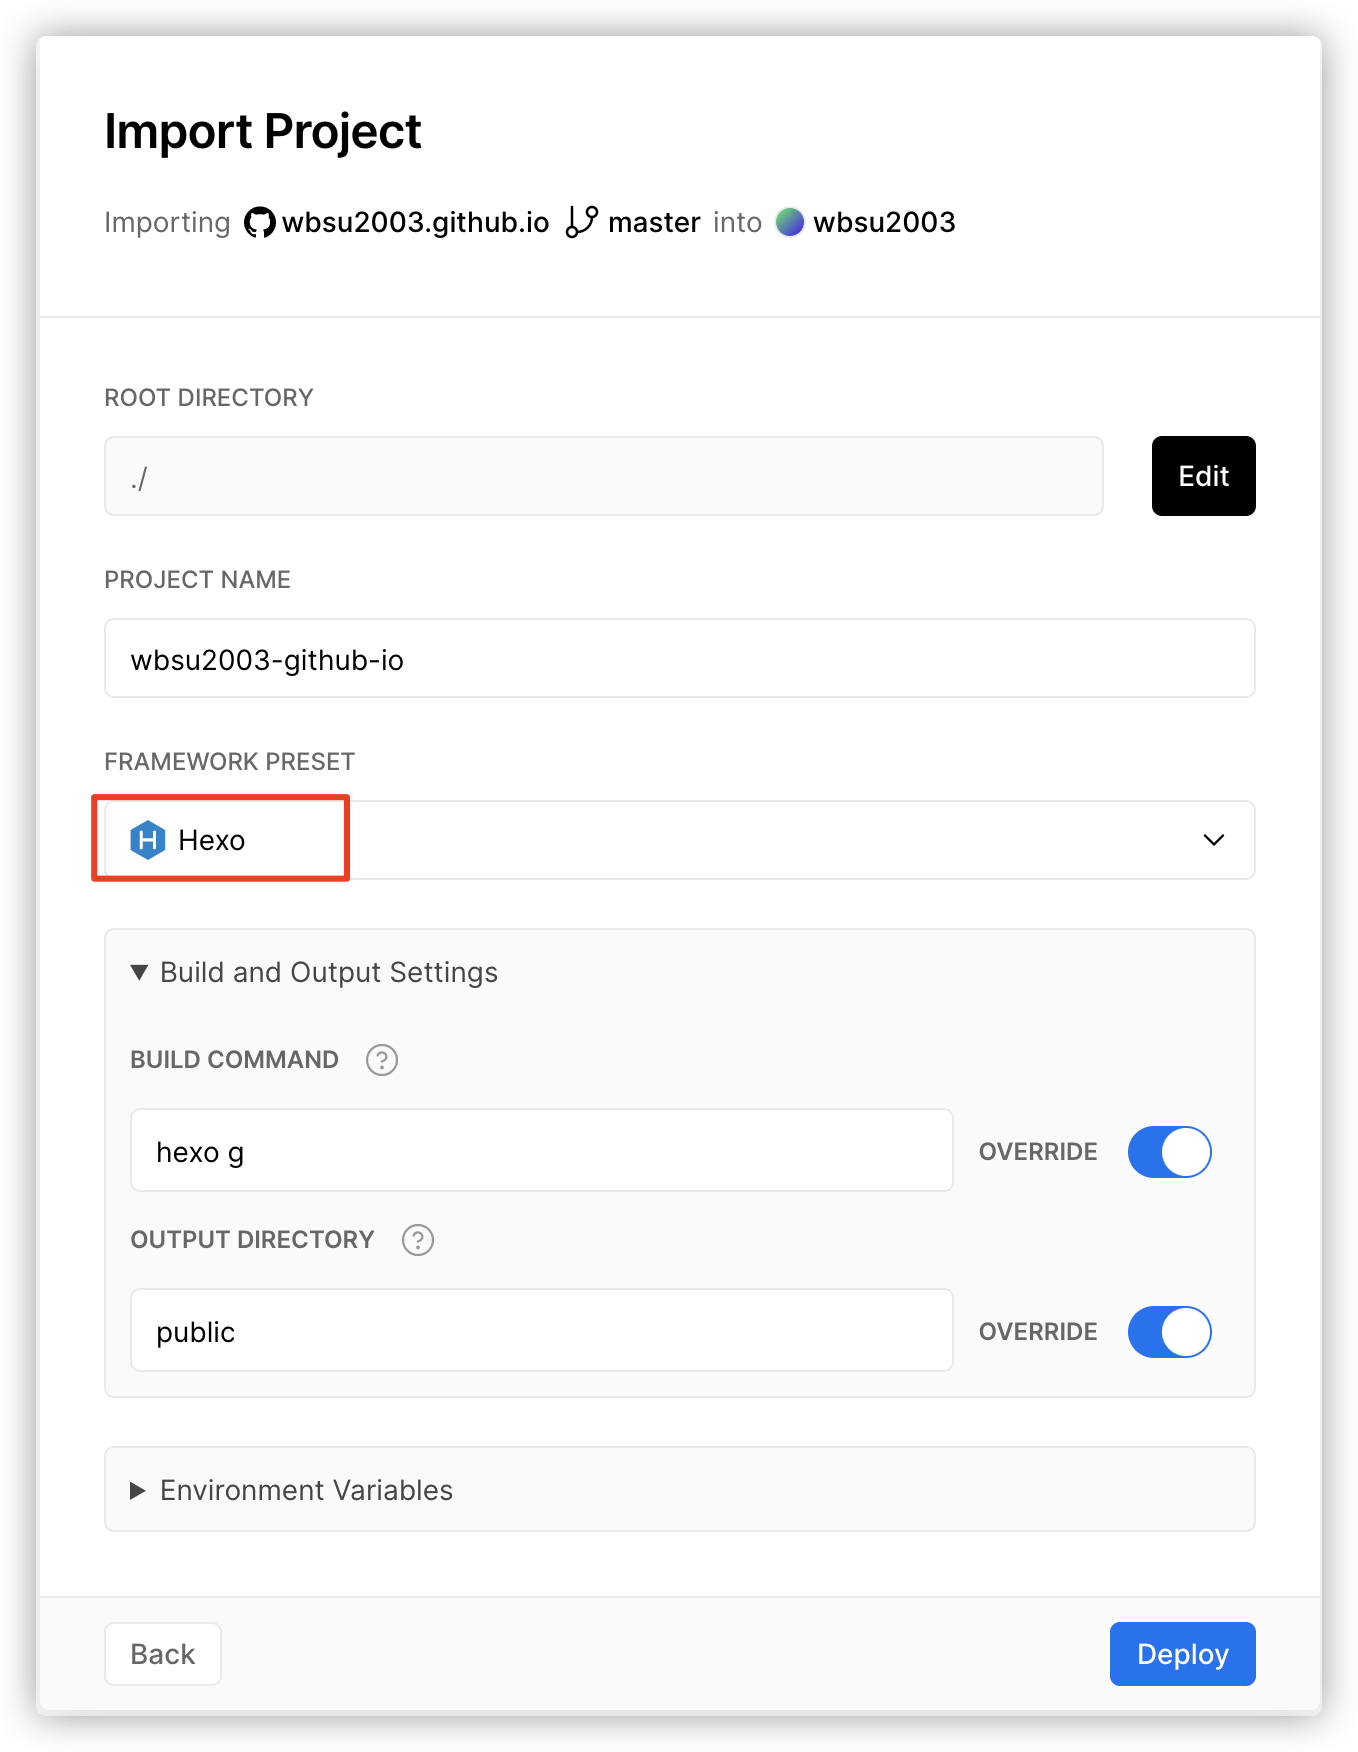 Import Project
Importing wbsu2003.github.io master into wbsu2003
ROOT DIRECTORY
./
Edit
PROJECT NAME
wbsu2003-github-io
FRAMEWORK PRESET
H Hexo
Build and Output Settings
BUILD COMMAND ?
hexo g
OVERRIDE
OUTPUT DIRECTORY ?
public
OVERRIDE
Environment Variables
Back
Deploy